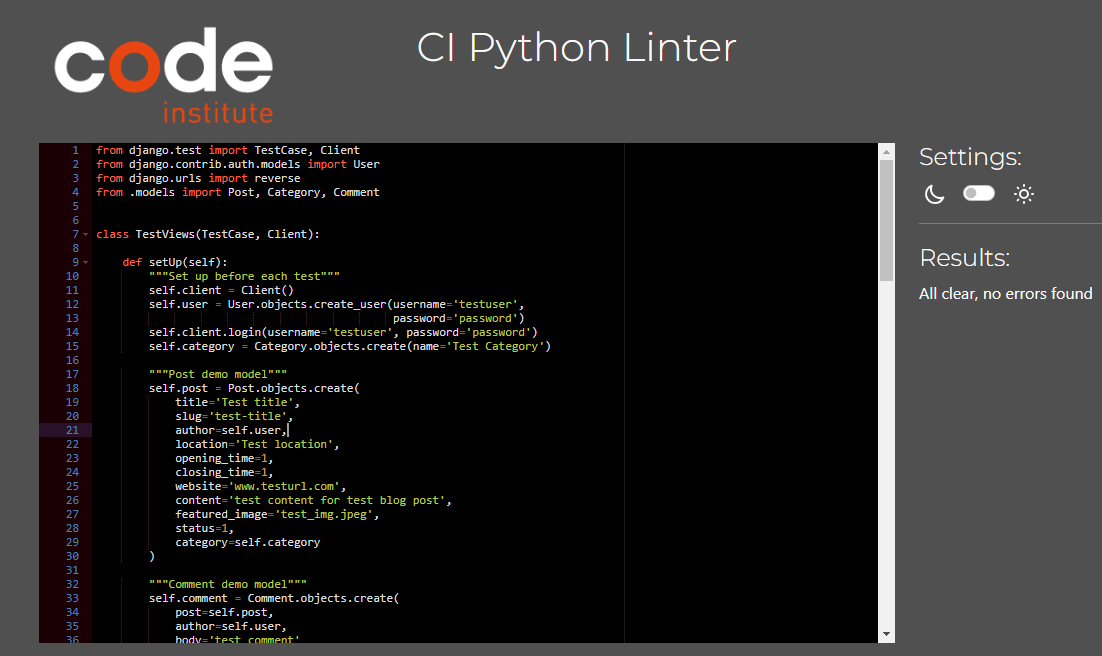 code
institute
CI Python Linter
1 from django.test import TestCase, Client
2 from django.contrib.auth.models import User
3 from django.urls import reverse
4 from .models import Post, Category, Comment
5
6
7 class TestViews(TestCase, Client):
8
9     def setUp(self):
10         """Set up before each test"""
11         self.client = Client()
12         self.user = User.objects.create_user(username='testuser',
13                                              password='password')
14         self.client.login(username='testuser', password='password')
15         self.category = Category.objects.create(name='Test Category')
16
17         """Post demo model"""
18         self.post = Post.objects.create(
19             title='Test title',
20             slug='test-title',
21             author=self.user,
22             location='Test location',
23             opening_time=1,
24             closing_time=1,
25             website='www.testurl.com',
26             content='test content for test blog post',
27             featured_image='test_img.jpeg',
28             status=1,
29             category=self.category
30         )
31
32         """Comment demo model"""
33         self.comment = Comment.objects.create(
34             post=self.post,
35             author=self.user,
36             body='test comment'
Settings:
Results:
All clear, no errors found